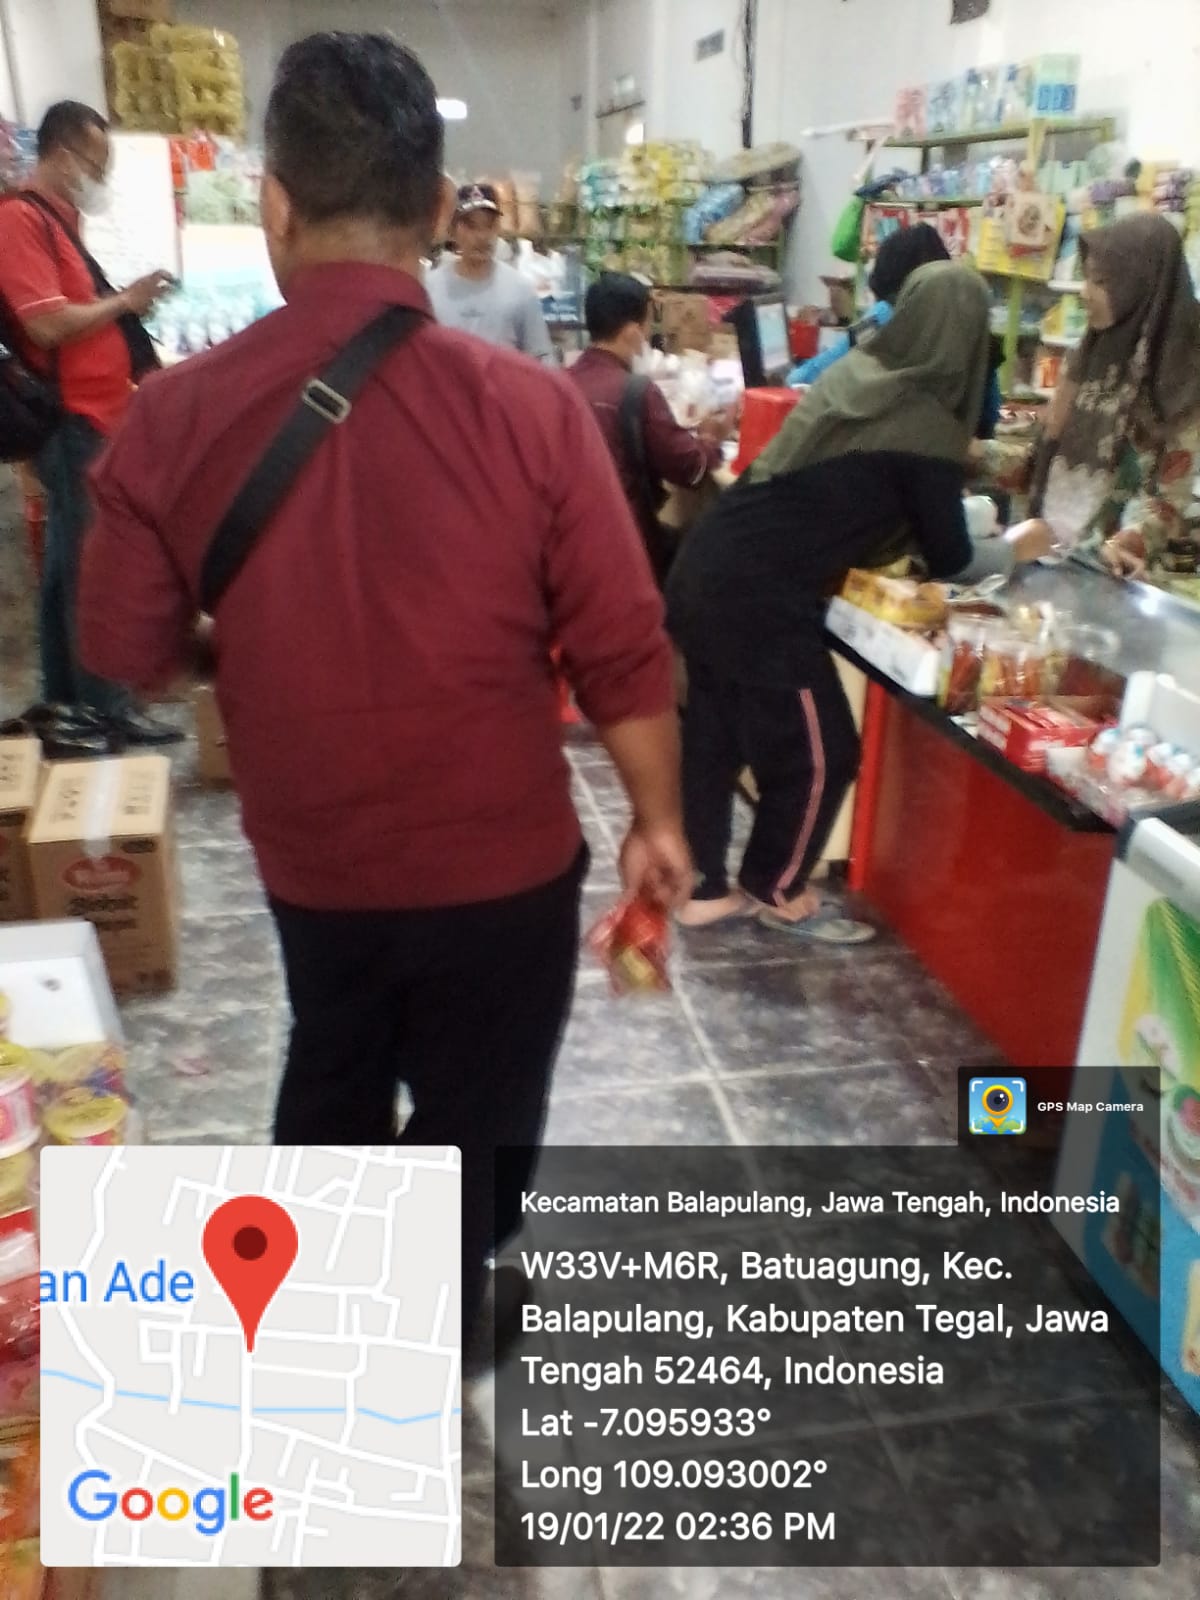 GPS Map Camera
an Ade
Google
Kecamatan Balapulang, Jawa Tengah, Indonesia
W33V+M6R, Batuagung, Kec.
Balapulang, Kabupaten Tegal, Jawa
Tengah 52464, Indonesia
Lat -7.095933°
Long 109.093002°
19/01/22 02:36 PM